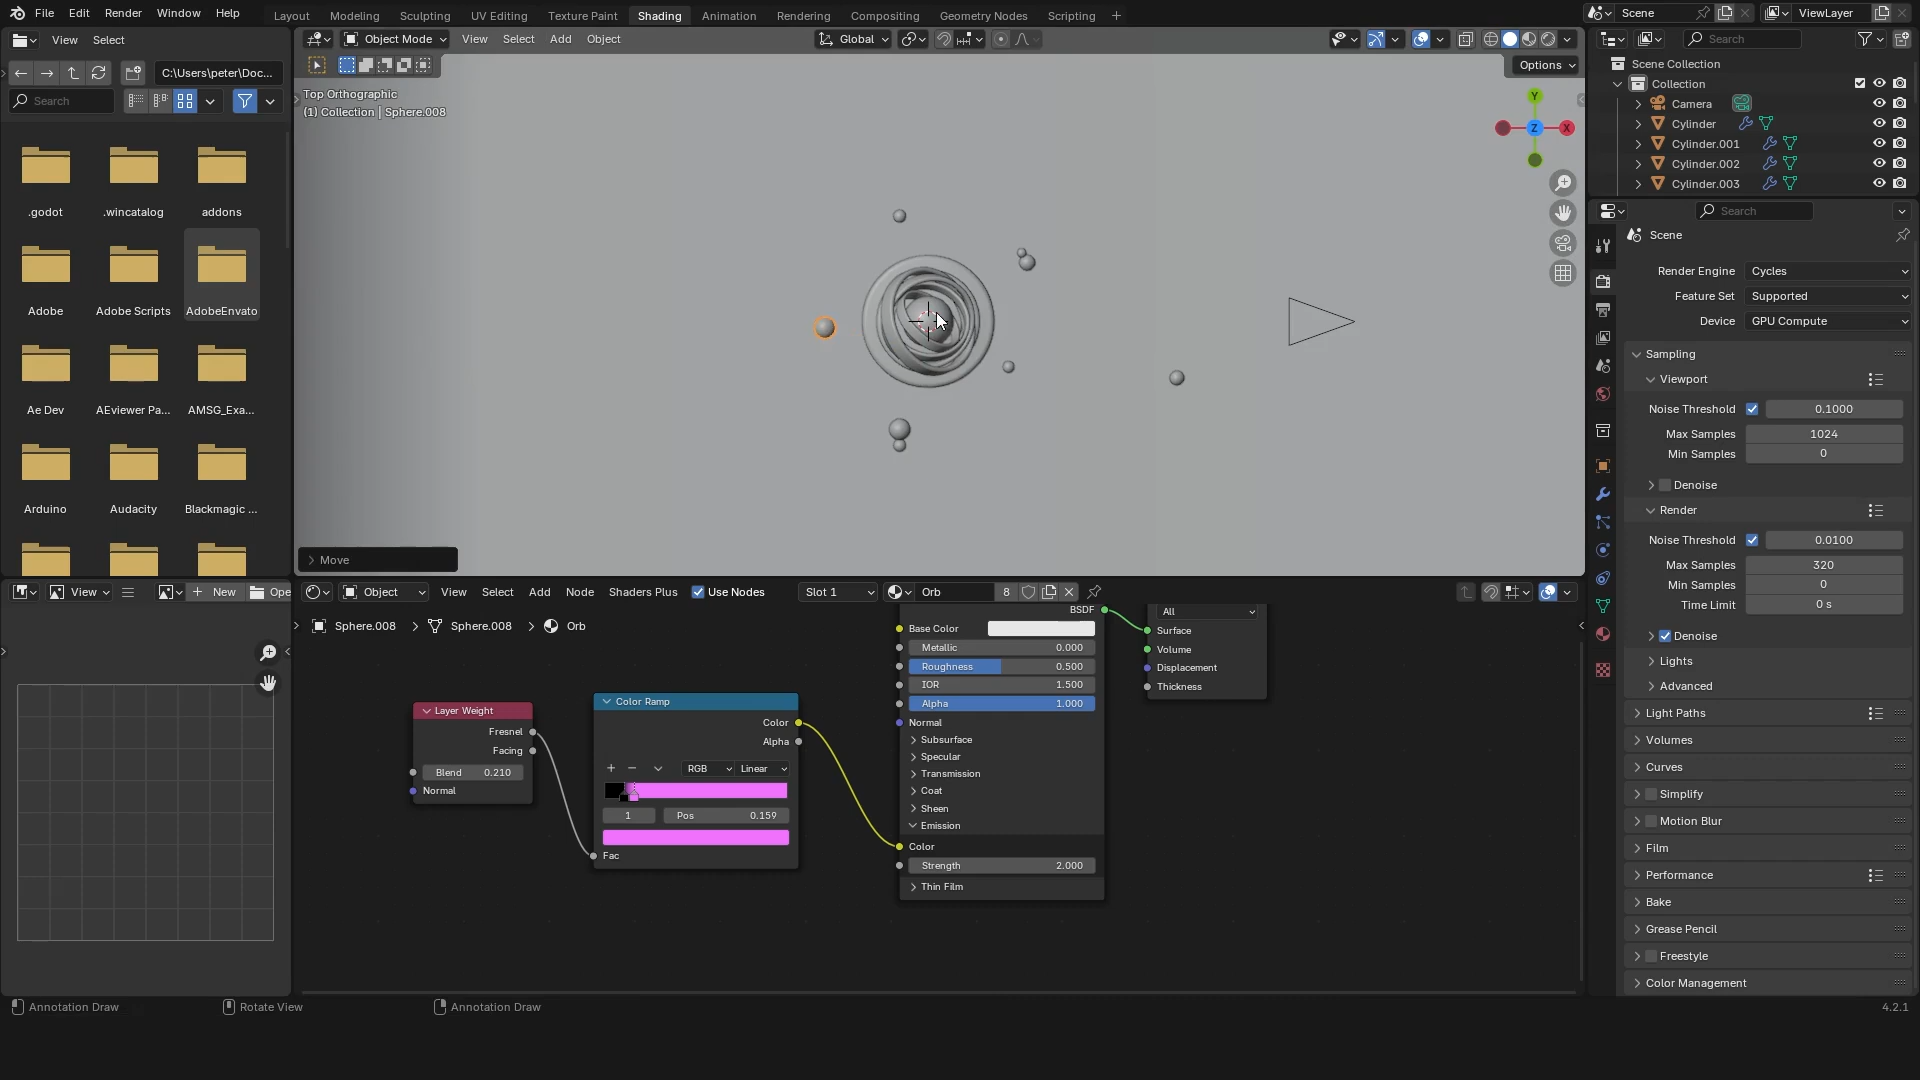 File Edit Render Window Help
Layout Modeling Sculpting UV Editing Texture Paint Shading Animation Rendering Compositing Geometry Nodes Scripting +
Scene
ViewLayer
View Select
C:\Users\peter\Doc...
Search
.godot .wincatalog addons
Adobe Adobe Scripts AdobeEnvato
Ae Dev AEviewer Pa... AMSG_Exa...
Arduino Audacity Blackmagic ...
Object Mode View Select Add Object
Global
Options
Top Orthographic
(1) Collection | Sphere.008
Y
X
Z
Move
Search
Scene Collection
Collection
Camera
Cylinder
Cylinder.001
Cylinder.002
Cylinder.003
Search
Scene
Render Engine Cycles
Feature Set Supported
Device GPU Compute
Sampling
Viewport
Noise Threshold 0.1000
Max Samples 1024
Min Samples 0
Denoise
Render
Noise Threshold 0.0100
Max Samples 320
Min Samples 0
Time Limit 0 s
Denoise
Lights
Advanced
Light Paths
Volumes
Curves
Simplify
Motion Blur
Film
Performance
Bake
Grease Pencil
Freestyle
Color Management
View
New
Ope
Object View Select Add Node Shaders Plus Use Nodes
Slot 1
Orb
8
Sphere.008 > Sphere.008 > Orb
Layer Weight
Fresnel
Facing
Blend 0.210
Normal
Color Ramp
Color
Alpha
RGB Linear
1 Pos 0.159
Fac
BSDF
Base Color
Metallic 0.000
Roughness 0.500
IOR 1.500
Alpha 1.000
Normal
Subsurface
Specular
Transmission
Coat
Sheen
Emission
Color
Strength 2.000
Thin Film
All
Surface
Volume
Displacement
Thickness
Annotation Draw Rotate View Annotation Draw
4.2.1